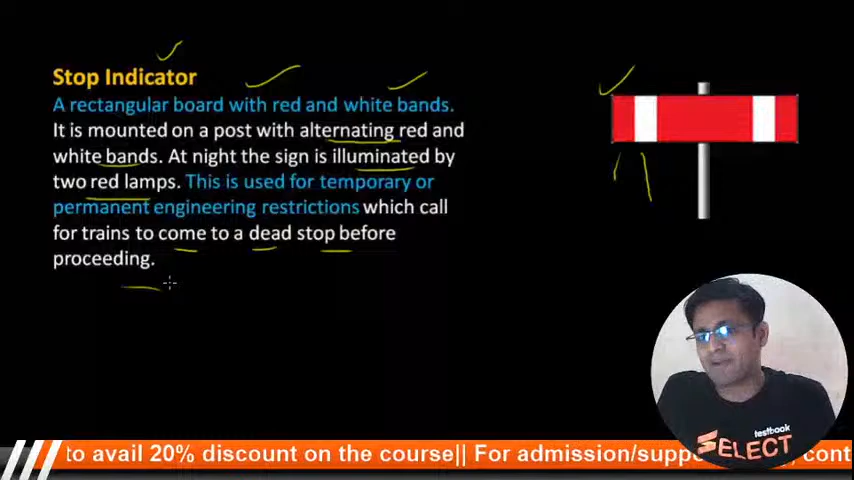 Stop Indicator
A rectangular board with red and white bands.
It is mounted on a post with alternating red and
white bands. At night the sign is illuminated by
two red lamps. This is used for temporary or
permanent engineering restrictions which call
for trains to come to a dead stop before
proceeding.
testbook
SELECT
to avail 20% discount on the course|| For admission/supp
cont